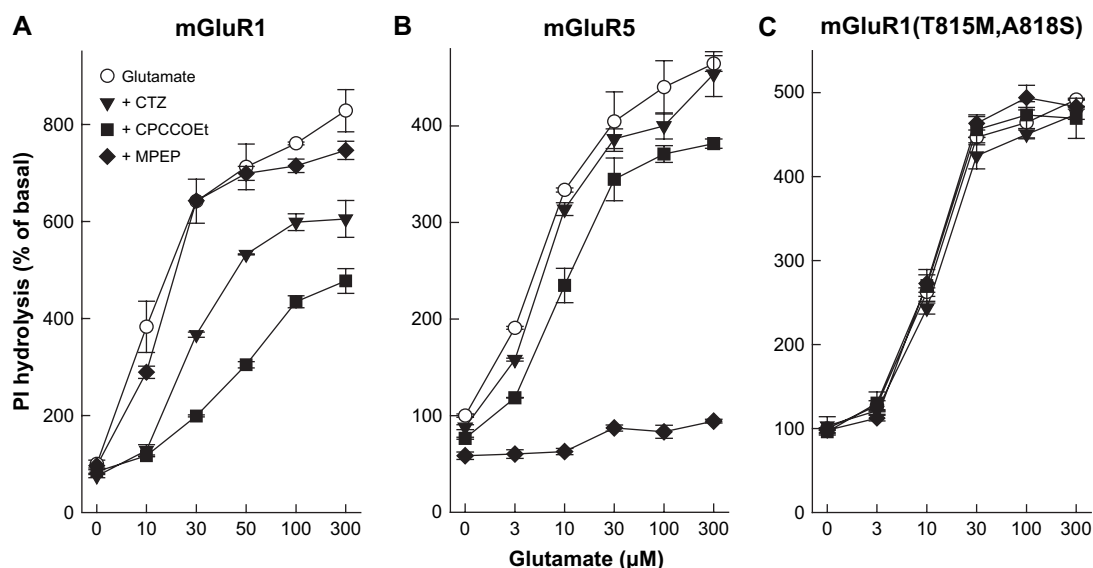 A
mGluR1
B
mGluR5
C
mGluR1(T815M,A818S)
Glutamate
+ CTZ
+ CPCCOEt
+ MPEP
PI hydrolysis (% of basal)
800
600
400
200
0
0 10 30 50 100 300
400
300
200
100
0
0 3 10 30 100 300
500
400
300
200
100
0
0 3 10 30 100 300
Glutamate (µM)